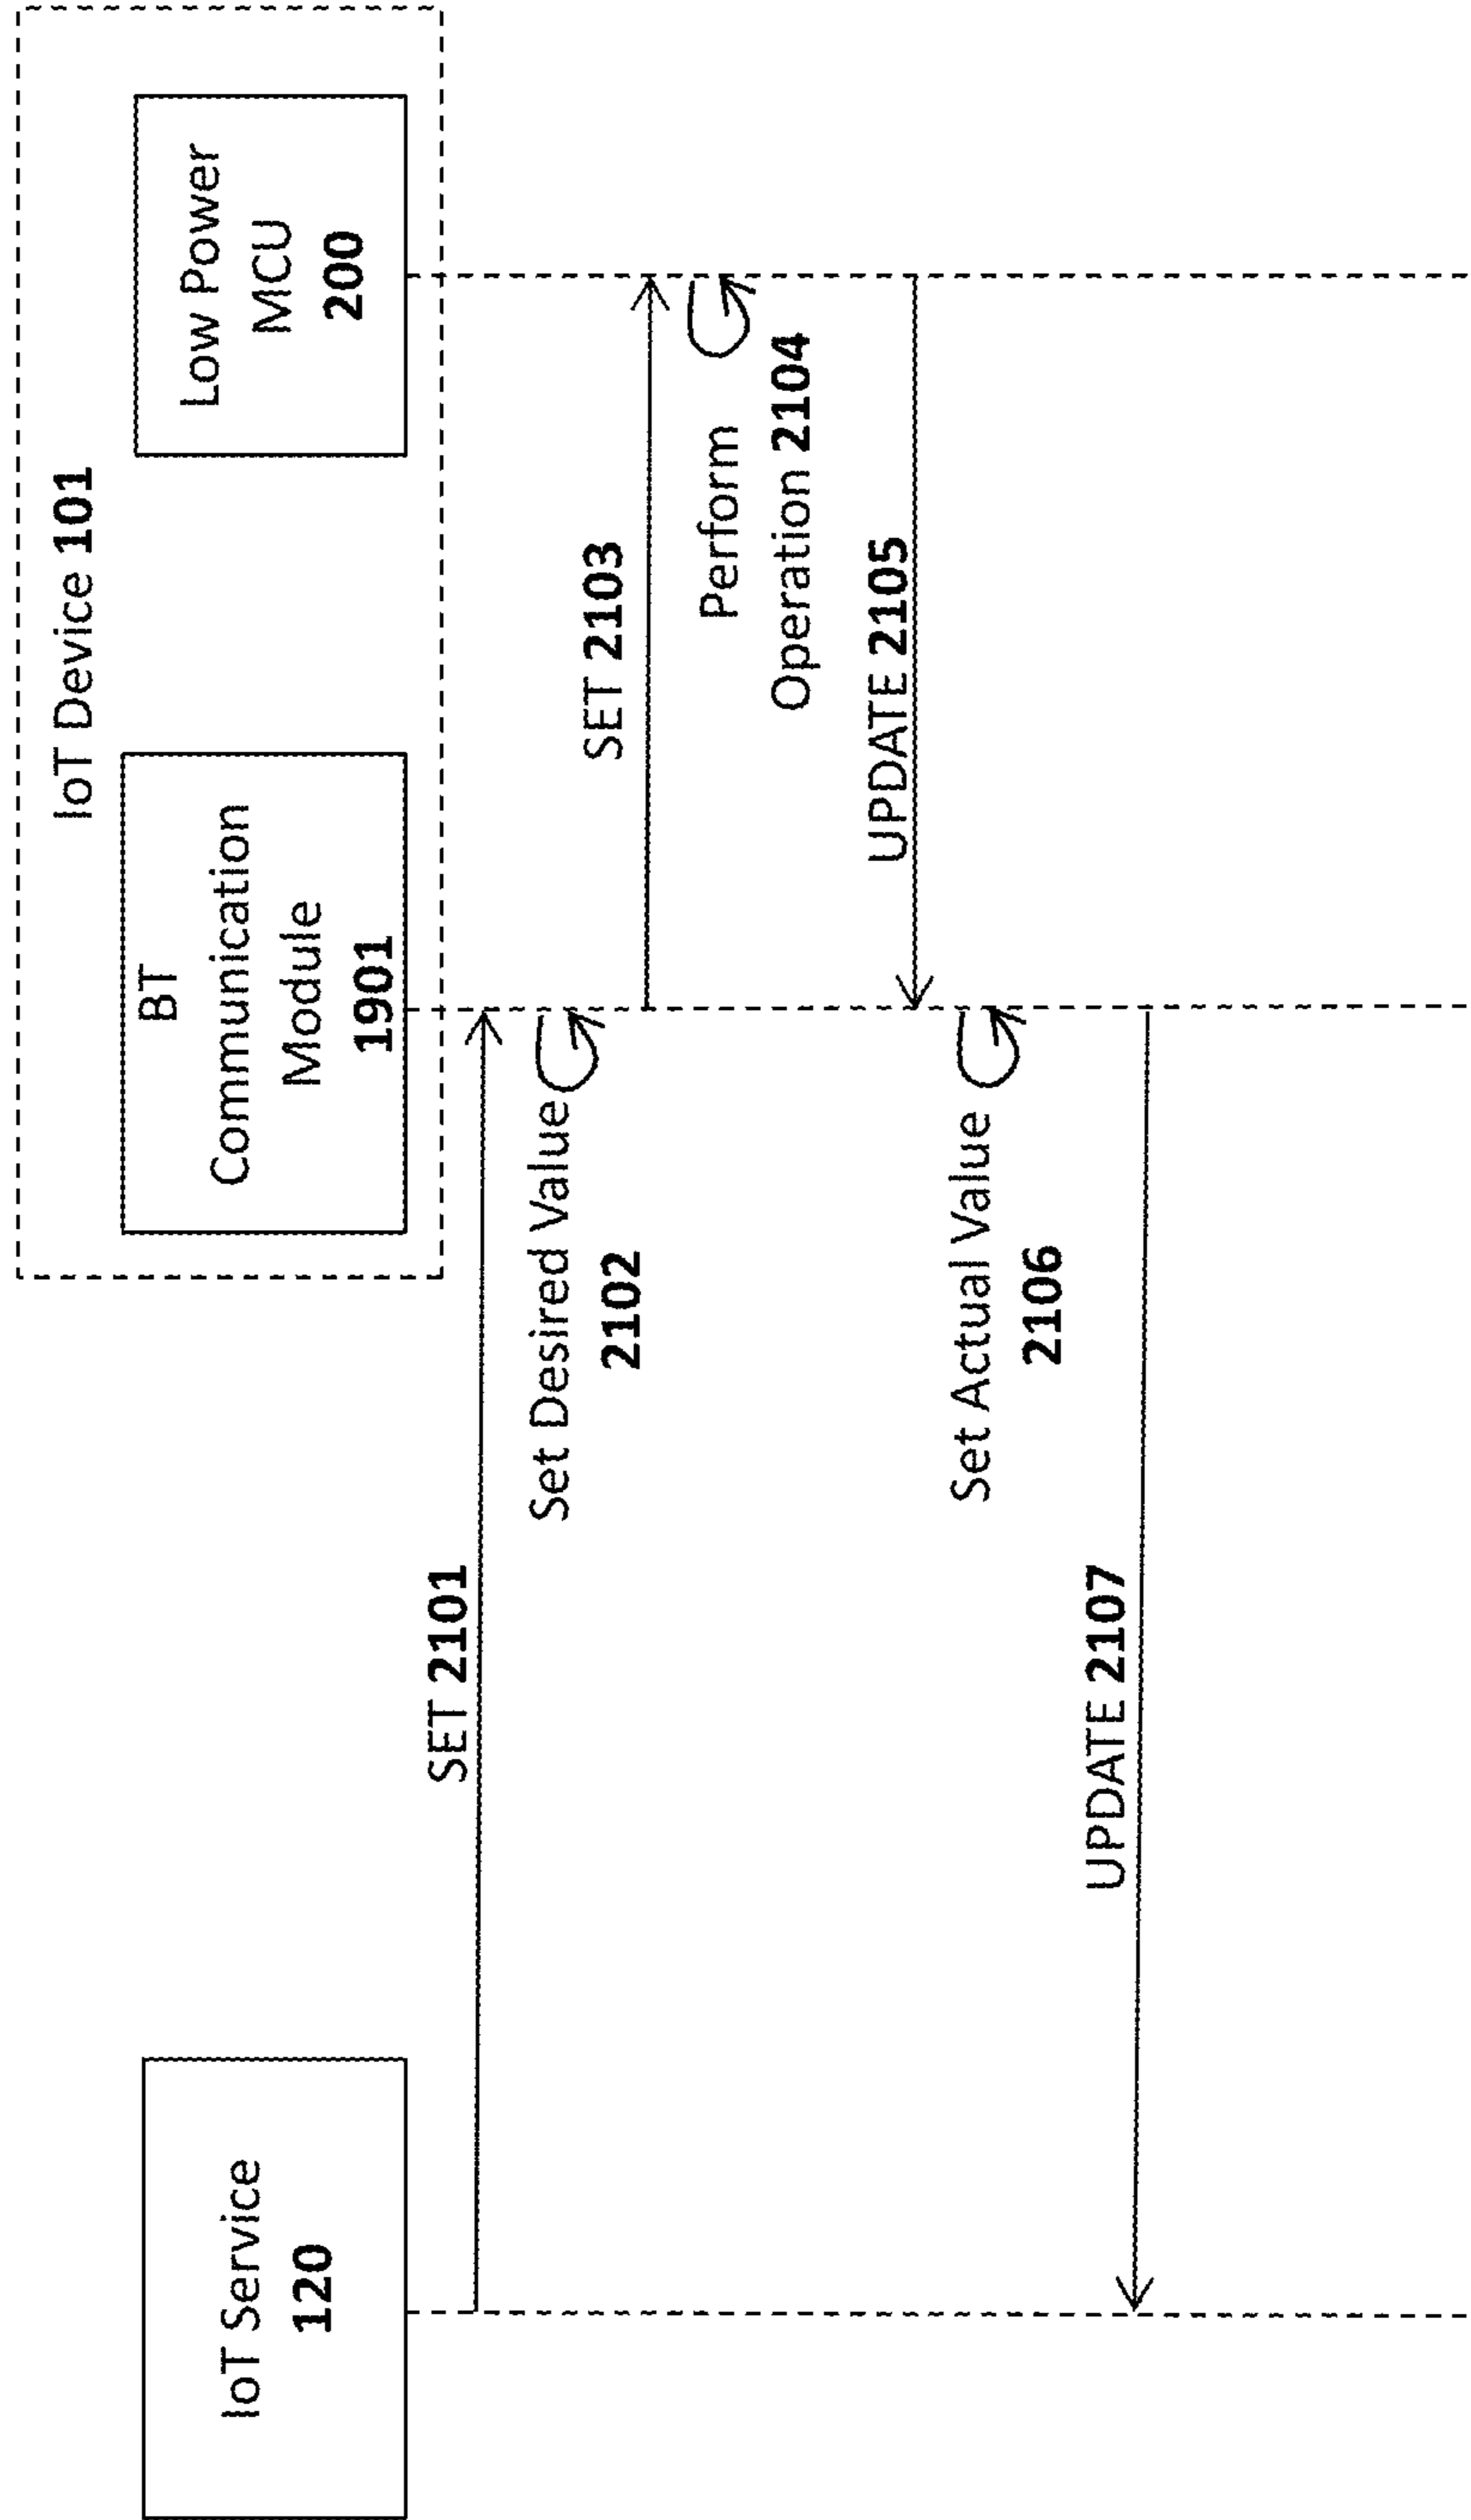 IoT Device 101
IoT Service
120
BT
Communication
Module
1901
Low Power
MCU
200
SET 2101
Set Desired Value
2102
SET 2103
Perform
Operation 2104
UPDATE 2105
Set Actual Value
2106
UPDATE 2107